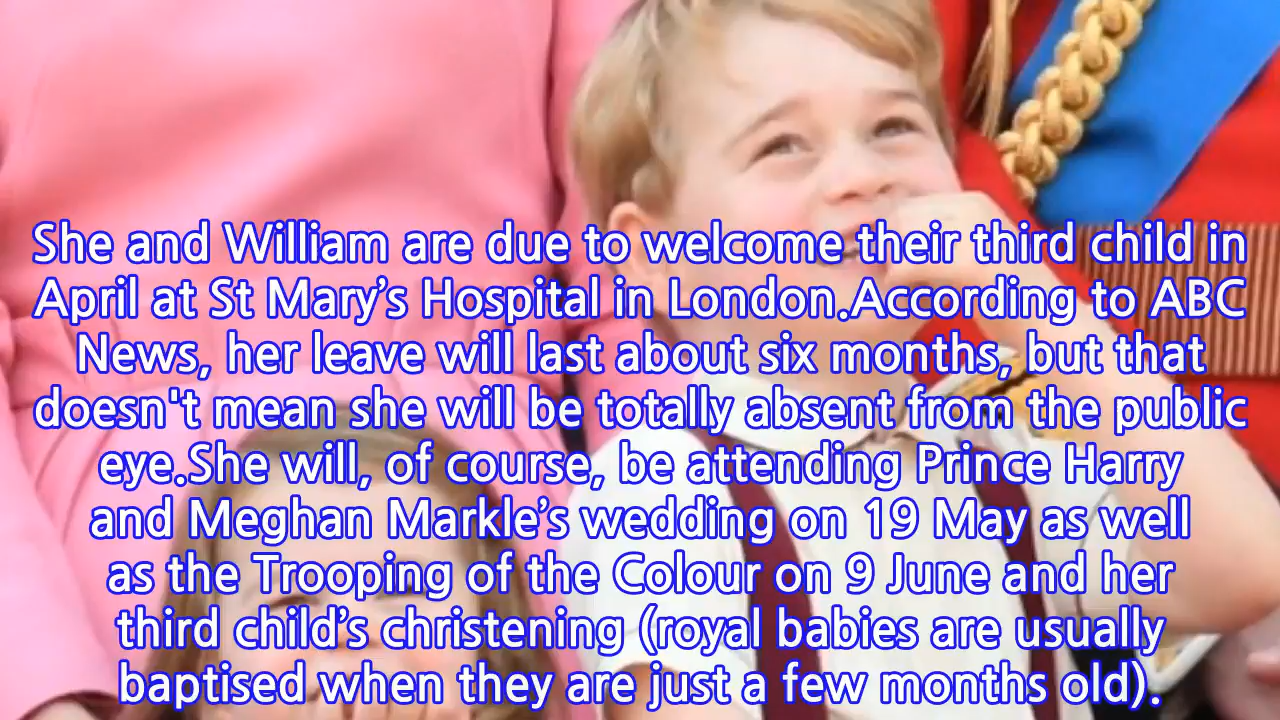 She and William are due to welcome their third child in
April at St Mary’s Hospital in London.According to ABC
News, her leave will last about six months, but that
doesn't mean she will be totally absent from the public
eye.She will, of course, be attending Prince Harry
and Meghan Markle’s wedding on 19 May as well
as the Trooping of the Colour on 9 June and her
third child’s christening (royal babies are usually
baptised when they are just a few months old).